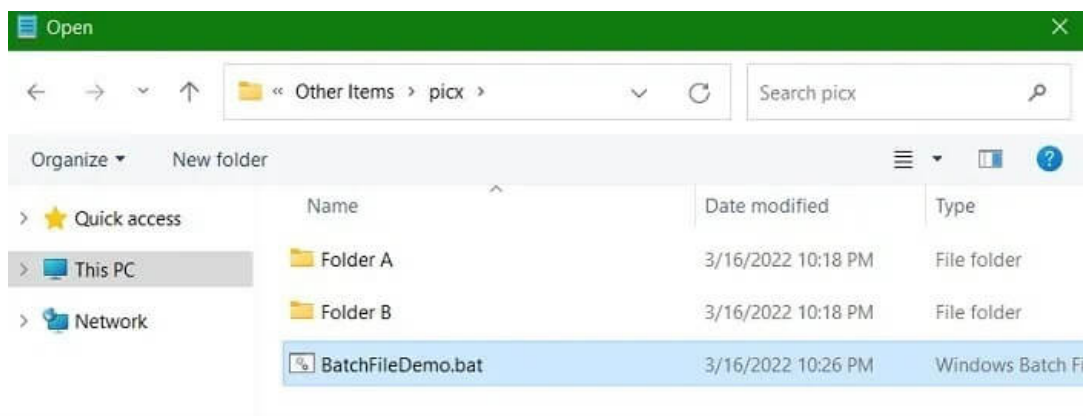 Open
« Other Items > picx >
Search picx
Organize
New folder
Name
Date modified
Type
Quick access
This PC
Network
Folder A
3/16/2022 10:18 PM
File folder
Folder B
3/16/2022 10:18 PM
File folder
BatchFileDemo.bat
3/16/2022 10:26 PM
Windows Batch Fi